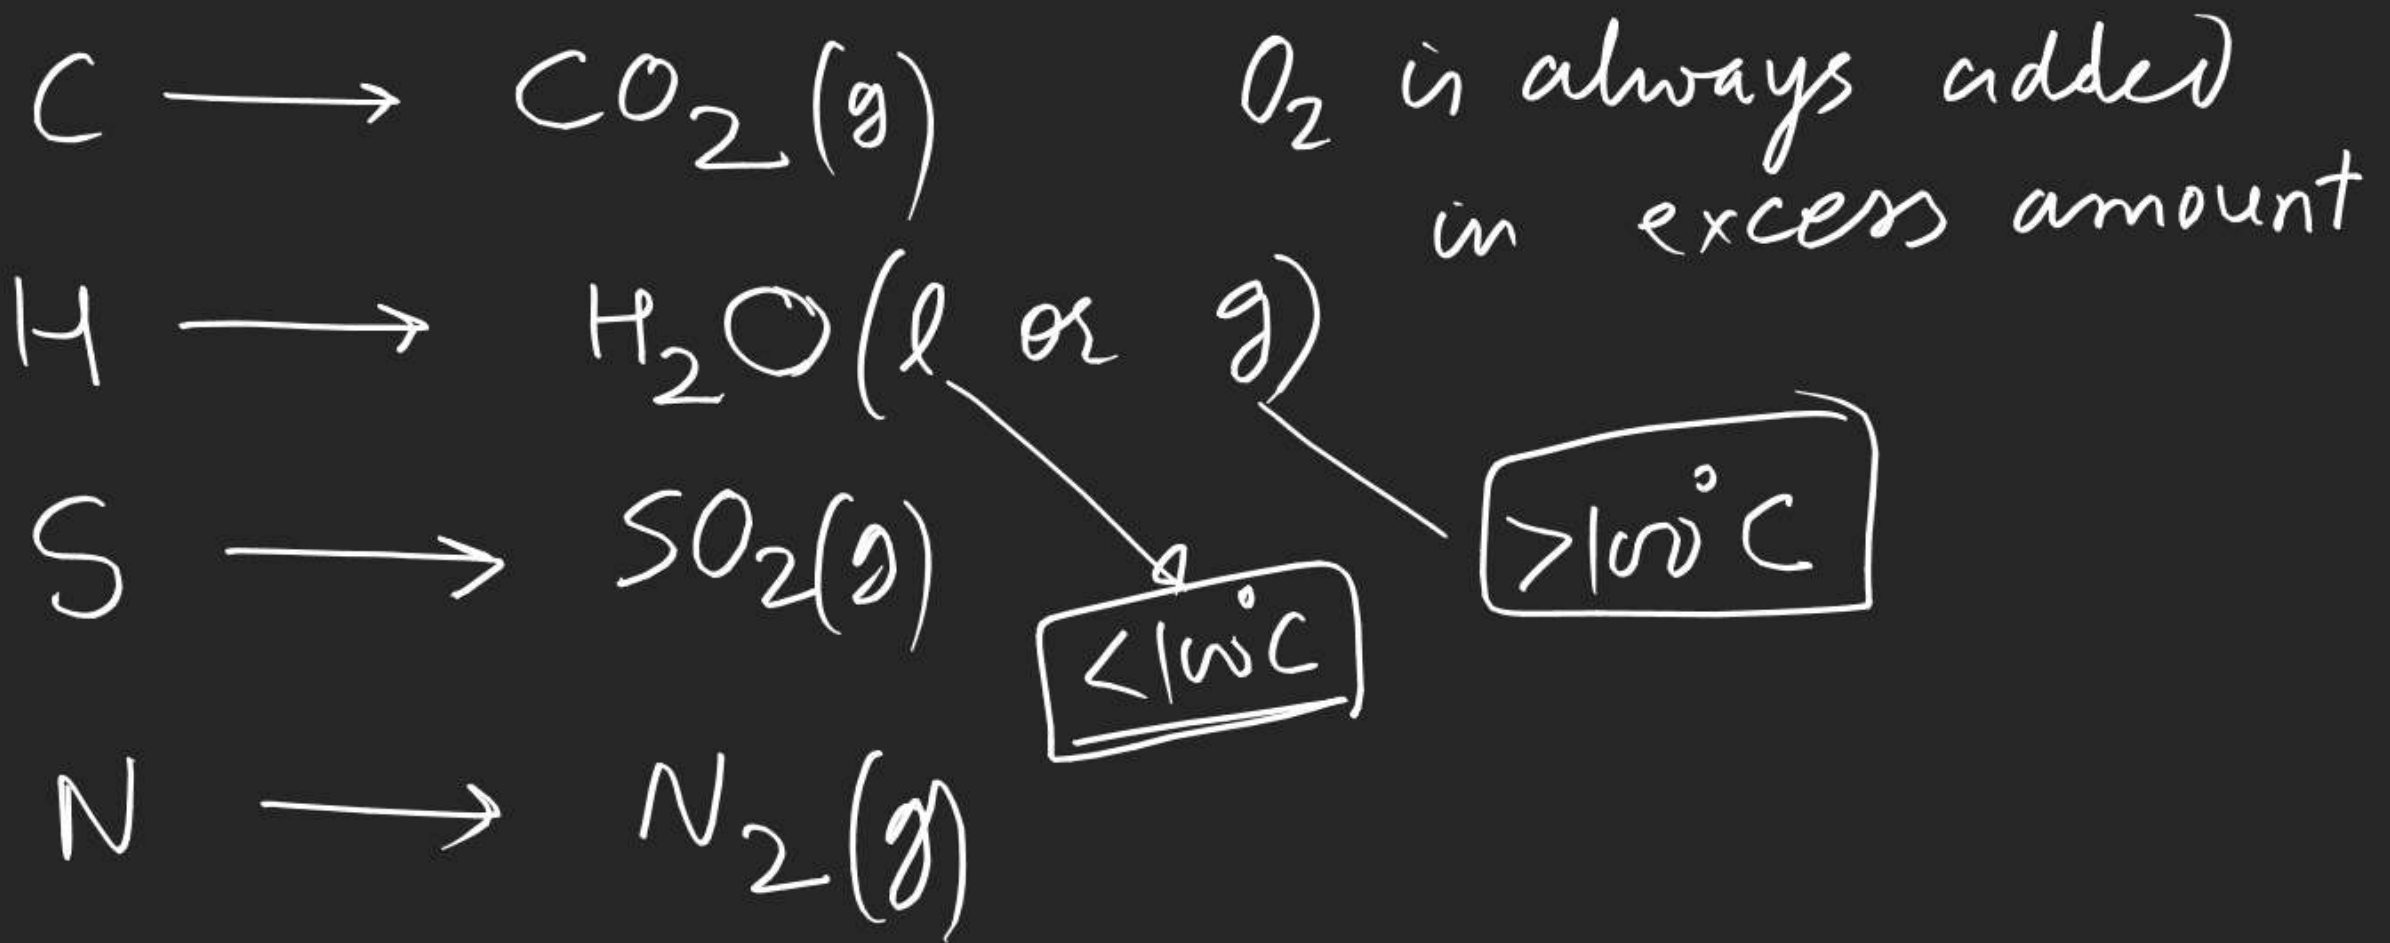 C → CO₂(g)
O₂ is always added
in excess amount
H → H₂O(l or g)
>100°C
S → SO₂(g)
<100°C
N → N₂(g)